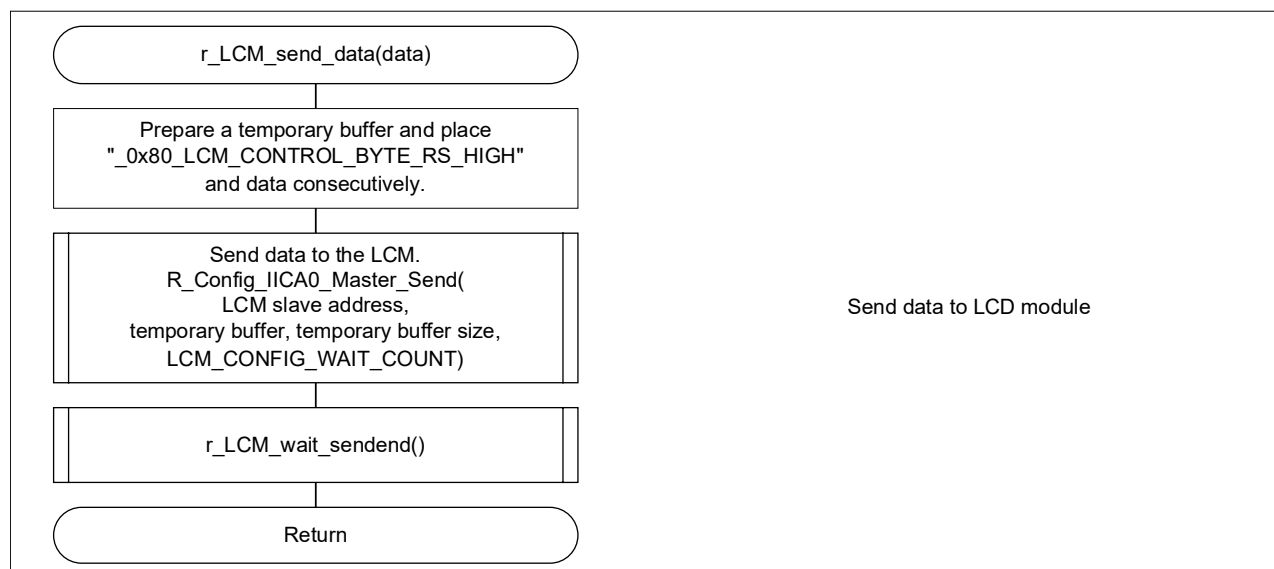 r_LCM_send_data(data)
Prepare a temporary buffer and place
"_0x80_LCM_CONTROL_BYTE_RS_HIGH"
and data consecutively.
Send data to the LCM.
R_Config_IICA0_Master_Send(
LCM slave address,
temporary buffer, temporary buffer size,
LCM_CONFIG_WAIT_COUNT)
Send data to LCD module
r_LCM_wait_sendend()
Return